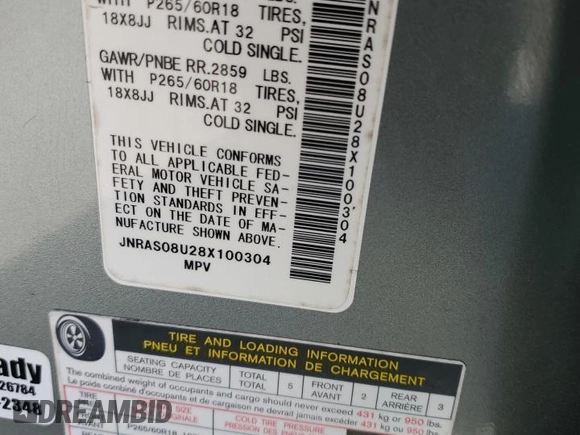 WITH P265/60R18 TIRES,
18X8JJ RIMS.AT 32 PSI
COLD SINGLE.
GAWR/PNBE RR.2859 LBS.
WITH P265/60R18 TIRES,
18X8JJ RIMS.AT 32 PSI
COLD SINGLE.
THIS VEHICLE CONFORMS
TO ALL APPLICABLE FED-
ERAL MOTOR VEHICLE SA-
FETY AND THEFT PREVEN-
TION STANDARDS IN EFF-
ECT ON THE DATE OF MA-
NUFACTURE SHOWN ABOVE.
JNRAS08U28X100304
MPV
NRAS08U28X100304
TIRE AND LOADING INFORMATION
PNEU ET INFORMATION DE CHARGEMENT
SEATING CAPACITY
NOMBRE DE PLACES
TOTAL
TOTAL
5
FRONT
AVANT
2
REAR
ARRIÈRE
3
The combined weight of occupants and cargo should never exceed 431 kg or 950 lbs.
Le poids combiné des occupants et de cargaison ne devrait jamais excéder 431 kg ou 950 lbs.
SIZE
COLD TIRE PRESSURE
P265/60R18
ady
26784
-2348
DREAMBID